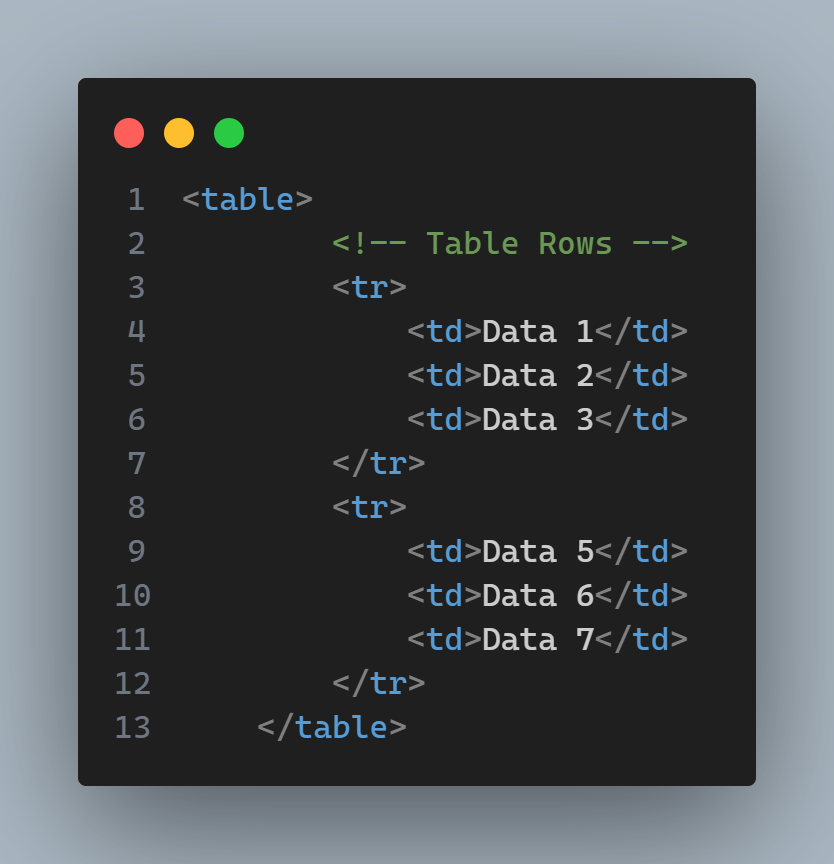 1 <table>
2         <!-- Table Rows -->
3         <tr>
4             <td>Data 1</td>
5             <td>Data 2</td>
6             <td>Data 3</td>
7         </tr>
8         <tr>
9             <td>Data 5</td>
10             <td>Data 6</td>
11             <td>Data 7</td>
12         </tr>
13     </table>